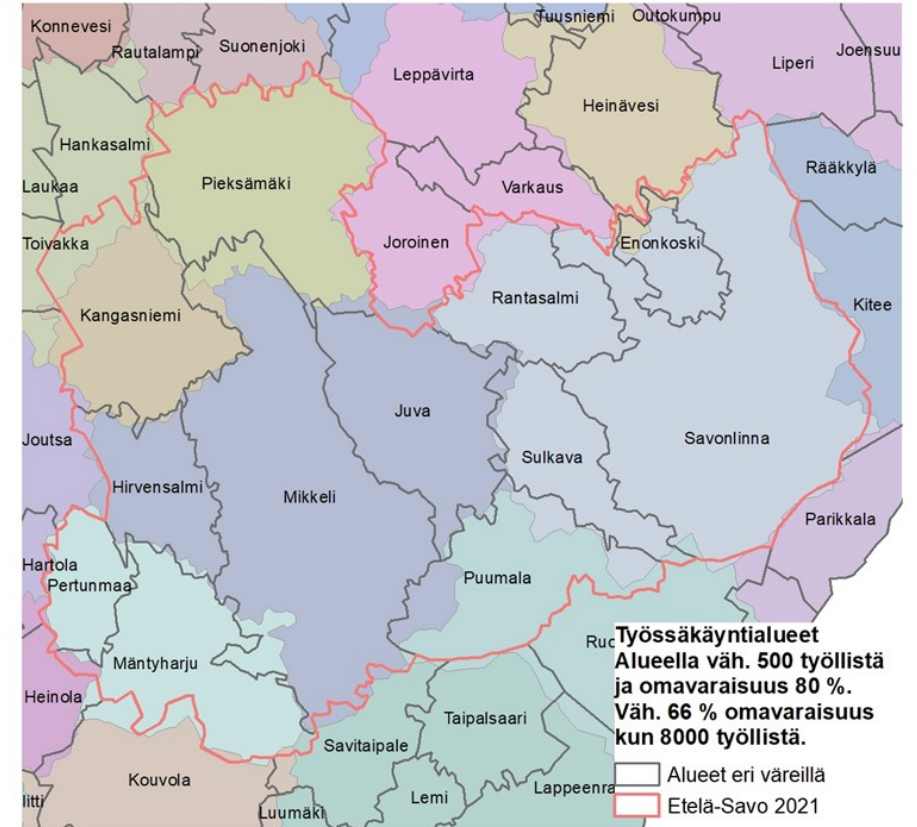 Konnevesi
Rautalampi
Suonenjoki
Tuusniemi
Outokumpu
Leppävirta
Liperi
Joensuu
Heinävesi
Hankasalmi
Laukaa
Pieksämäki
Varkaus
Rääkkylä
Toivakka
Joroinen
Enonkoski
Rantasalmi
Kitee
Kangasniemi
Juva
Savonlinna
Joutsa
Sulkava
Hirvensalmi
Mikkeli
Parikkala
Hartola
Pertunmaa
Puumala
Mäntyharju
Heinola
Ruo
Työssäkäyntialueet
Alueella väh. 500 työllistä
ja omavaraisuus 80 %.
Väh. 66 % omavaraisuus
kun 8000 työllistä.
Alueet eri väreillä
Etelä-Savo 2021
Savitaipale
Taipalsaari
Kouvola
Lemi
Lappeenra
Iitti
Luumäki